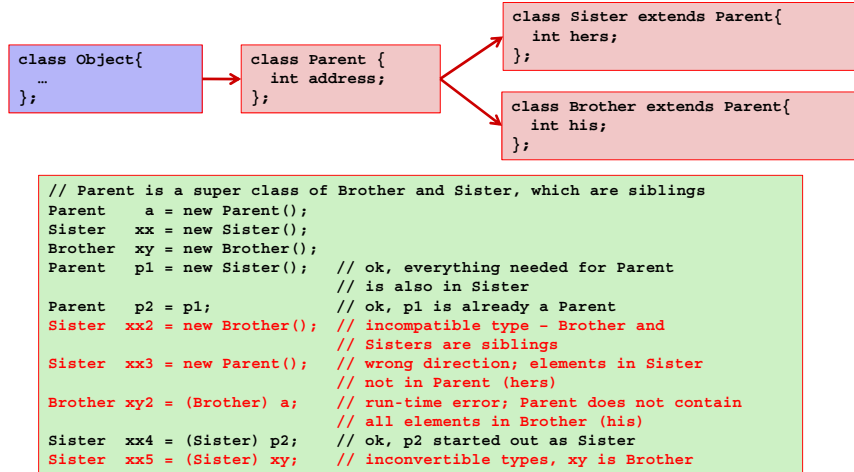 class Object{
…
};
class Parent {
int address;
};
class Sister extends Parent{
int hers;
};
class Brother extends Parent{
int his;
};
// Parent is a super class of Brother and Sister, which are siblings
Parent a = new Parent();
Sister xx = new Sister();
Brother xy = new Brother();
Parent p1 = new Sister(); // ok, everything needed for Parent
// is also in Sister
Parent p2 = p1; // ok, p1 is already a Parent
Sister xx2 = new Brother(); // incompatible type – Brother and
// Sisters are siblings
Sister xx3 = new Parent(); // wrong direction; elements in Sister
// not in Parent (hers)
Brother xy2 = (Brother) a; // run-time error; Parent does not contain
// all elements in Brother (his)
Sister xx4 = (Sister) p2; // ok, p2 started out as Sister
Sister xx5 = (Sister) xy; // inconvertible types, xy is Brother